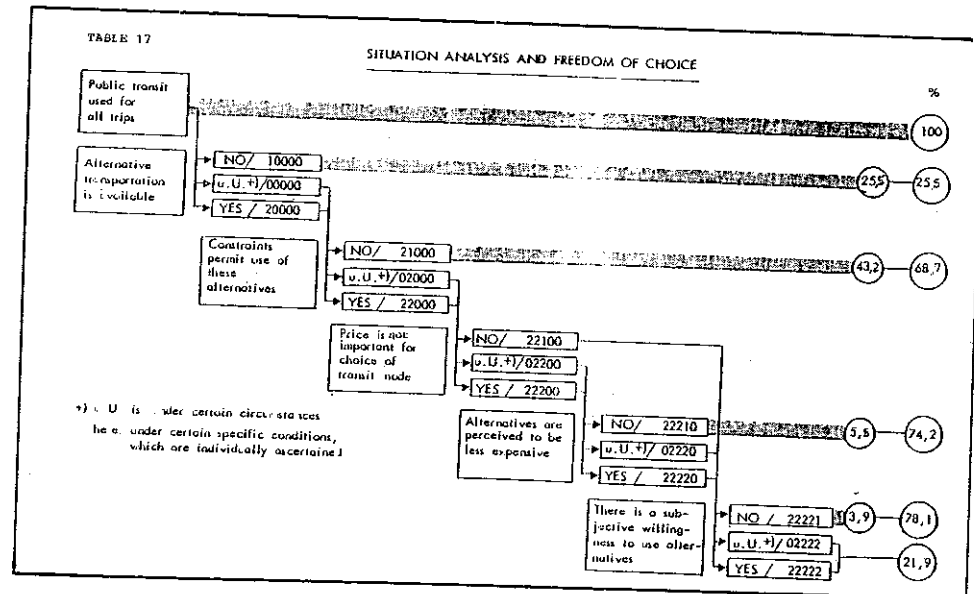 TABLE 17
SITUATION ANALYSIS AND FREEDOM OF CHOICE
%
Public transit
used for
all trips
100
Alternative
transportation
is available
NO/ 10000
25,5
25,5
u.U.+)/00000
YES / 20000
Constraints
permit use of
these
alternatives
NO/ 21000
43,2
68,7
u.U.+)/02000
YES / 22000
Price is not
important for
choice of
transit node
NO/ 22100
u.U.+)/02200
YES / 22200
+) u U is under certain circumstances
under certain specific conditions,
which are individually ascertained
Alternatives are
perceived to be
less expensive
NO/ 22210
5,5
74,2
u.U.+)/ 02220
YES / 22220
There is a sub-
jective willing-
ness to use alter-
natives
NO / 22221
3,9
78,1
u.U.+)/02222
YES / 22222
21,9